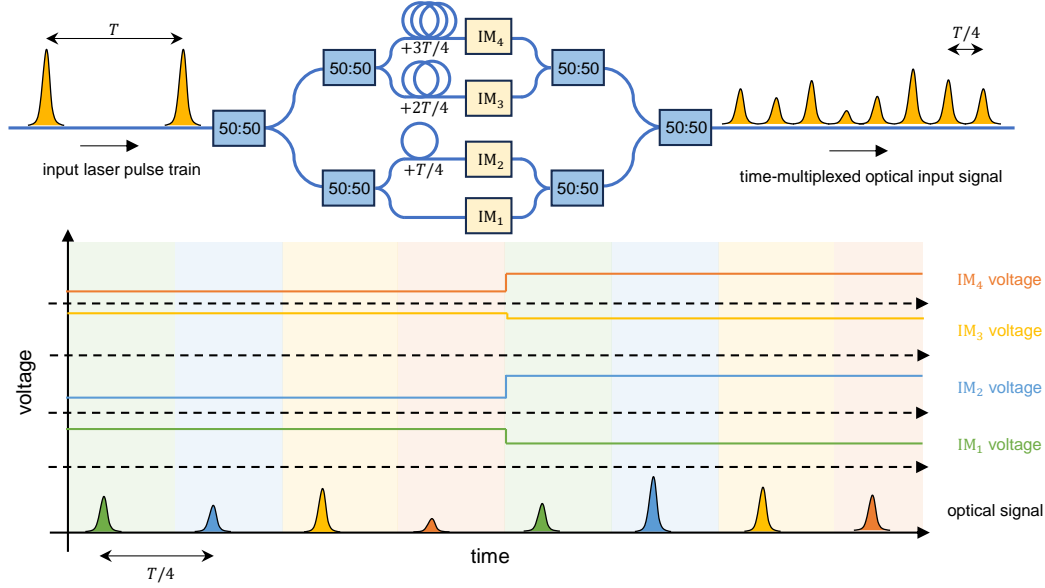 T
T/4
+3T/4
IM₄
50:50
50:50
+2T/4
IM₃
50:50
50:50
+T/4
IM₂
input laser pulse train
50:50
50:50
time-multiplexed optical input signal
IM₁
IM₄ voltage
IM₃ voltage
voltage
IM₂ voltage
IM₁ voltage
optical signal
time
T/4